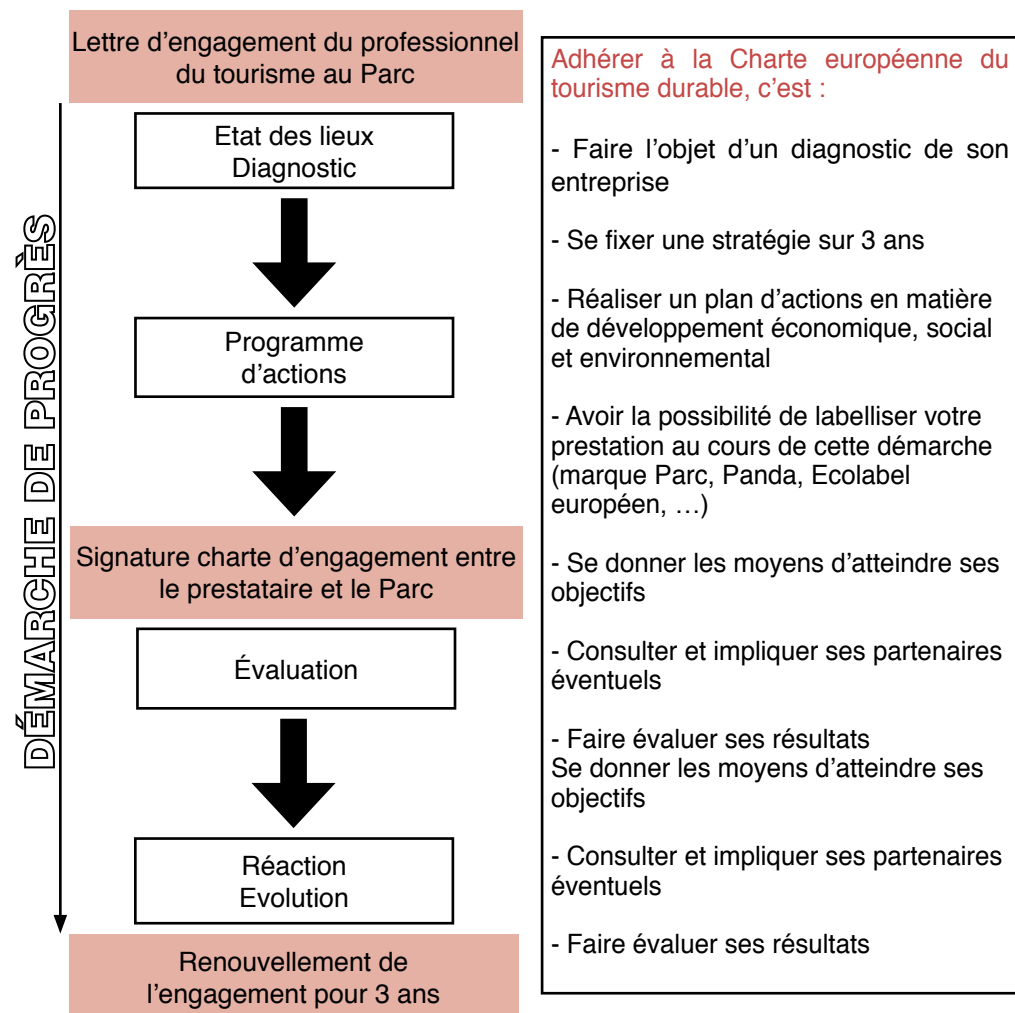 DÉMARCHE DE PROGRÈS
Lettre d’engagement du professionnel
du tourisme au Parc
Etat des lieux
Diagnostic
Programme
d’actions
Signature charte d’engagement entre
le prestataire et le Parc
Évaluation
Réaction
Evolution
Renouvellement de
l’engagement pour 3 ans
Adhérer à la Charte européenne du
tourisme durable, c’est :
- Faire l’objet d’un diagnostic de son
entreprise
- Se fixer une stratégie sur 3 ans
- Réaliser un plan d’actions en matière
de développement économique, social
et environnemental
- Avoir la possibilité de labelliser votre
prestation au cours de cette démarche
(marque Parc, Panda, Ecolabel
européen, …)
- Se donner les moyens d’atteindre ses
objectifs
- Consulter et impliquer ses partenaires
éventuels
- Faire évaluer ses résultats
Se donner les moyens d’atteindre ses
objectifs
- Consulter et impliquer ses partenaires
éventuels
- Faire évaluer ses résultats